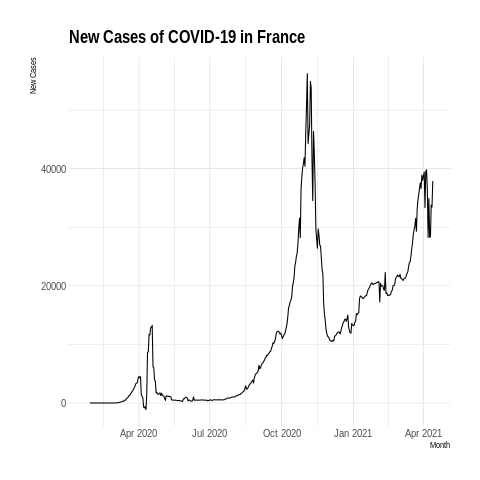 New Cases of COVID-19 in France
New Cases
40000
20000
0
Apr 2020 Jul 2020 Oct 2020 Jan 2021 Apr 2021
Month